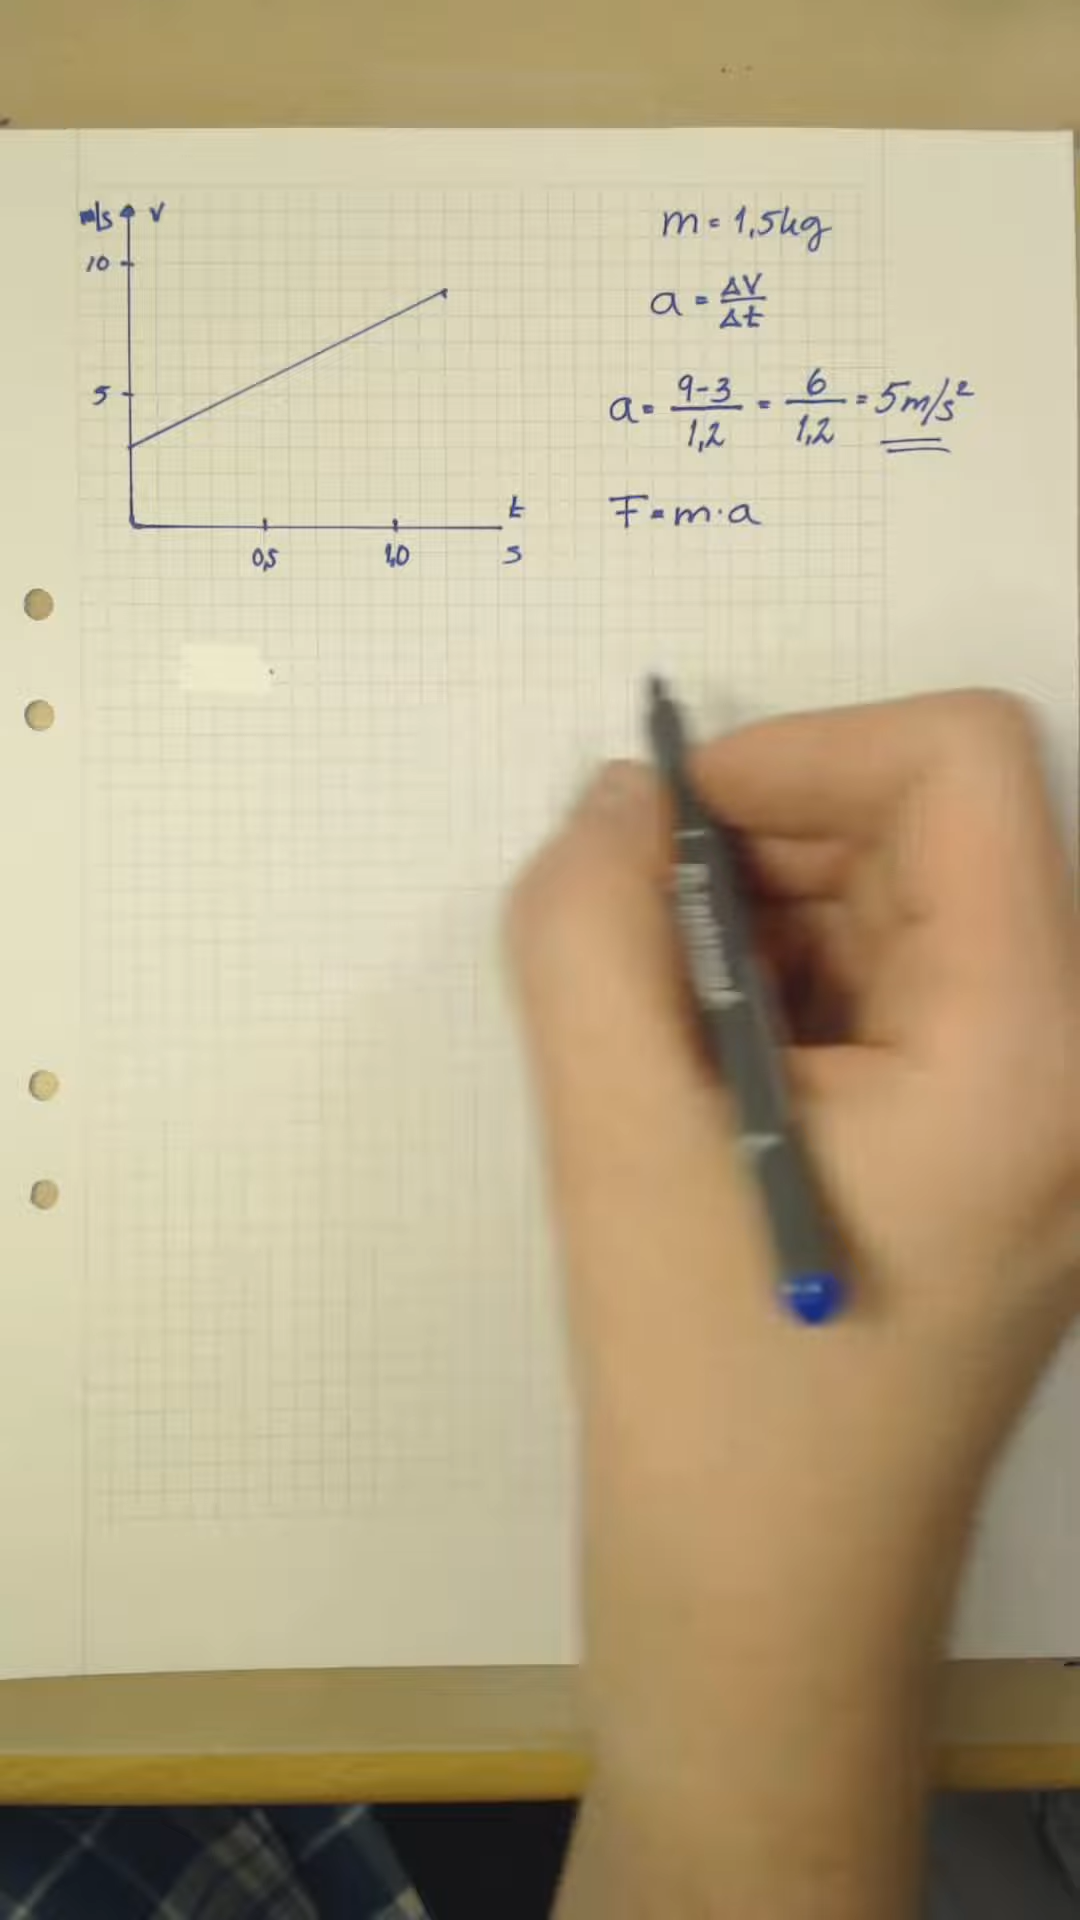 m/s v
10
5
0,5 1,0
t
s
m = 1,5kg
a = ΔV/Δt
a = 9-3/1,2 = 6/1,2 = 5m/s²
F = m·a